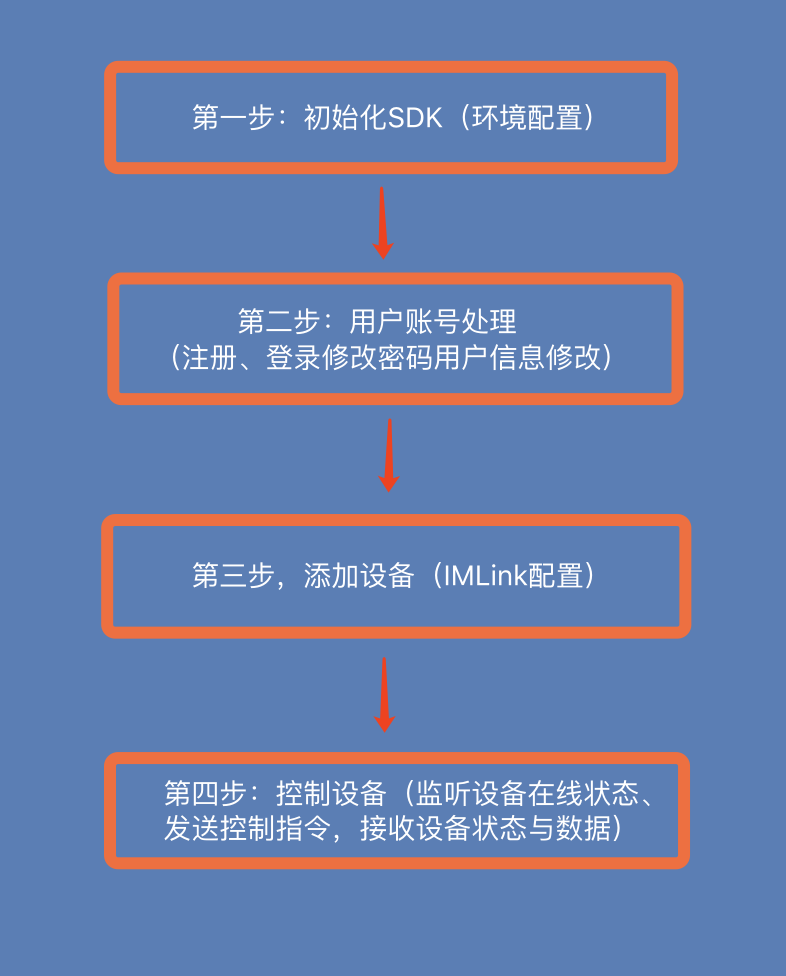 第一步：初始化SDK（环境配置）
第二步：用户账号处理
（注册、登录修改密码用户信息修改）
第三步，添加设备（IMLink配置）
第四步：控制设备（监听设备在线状态、
发送控制指令，接收设备状态与数据）